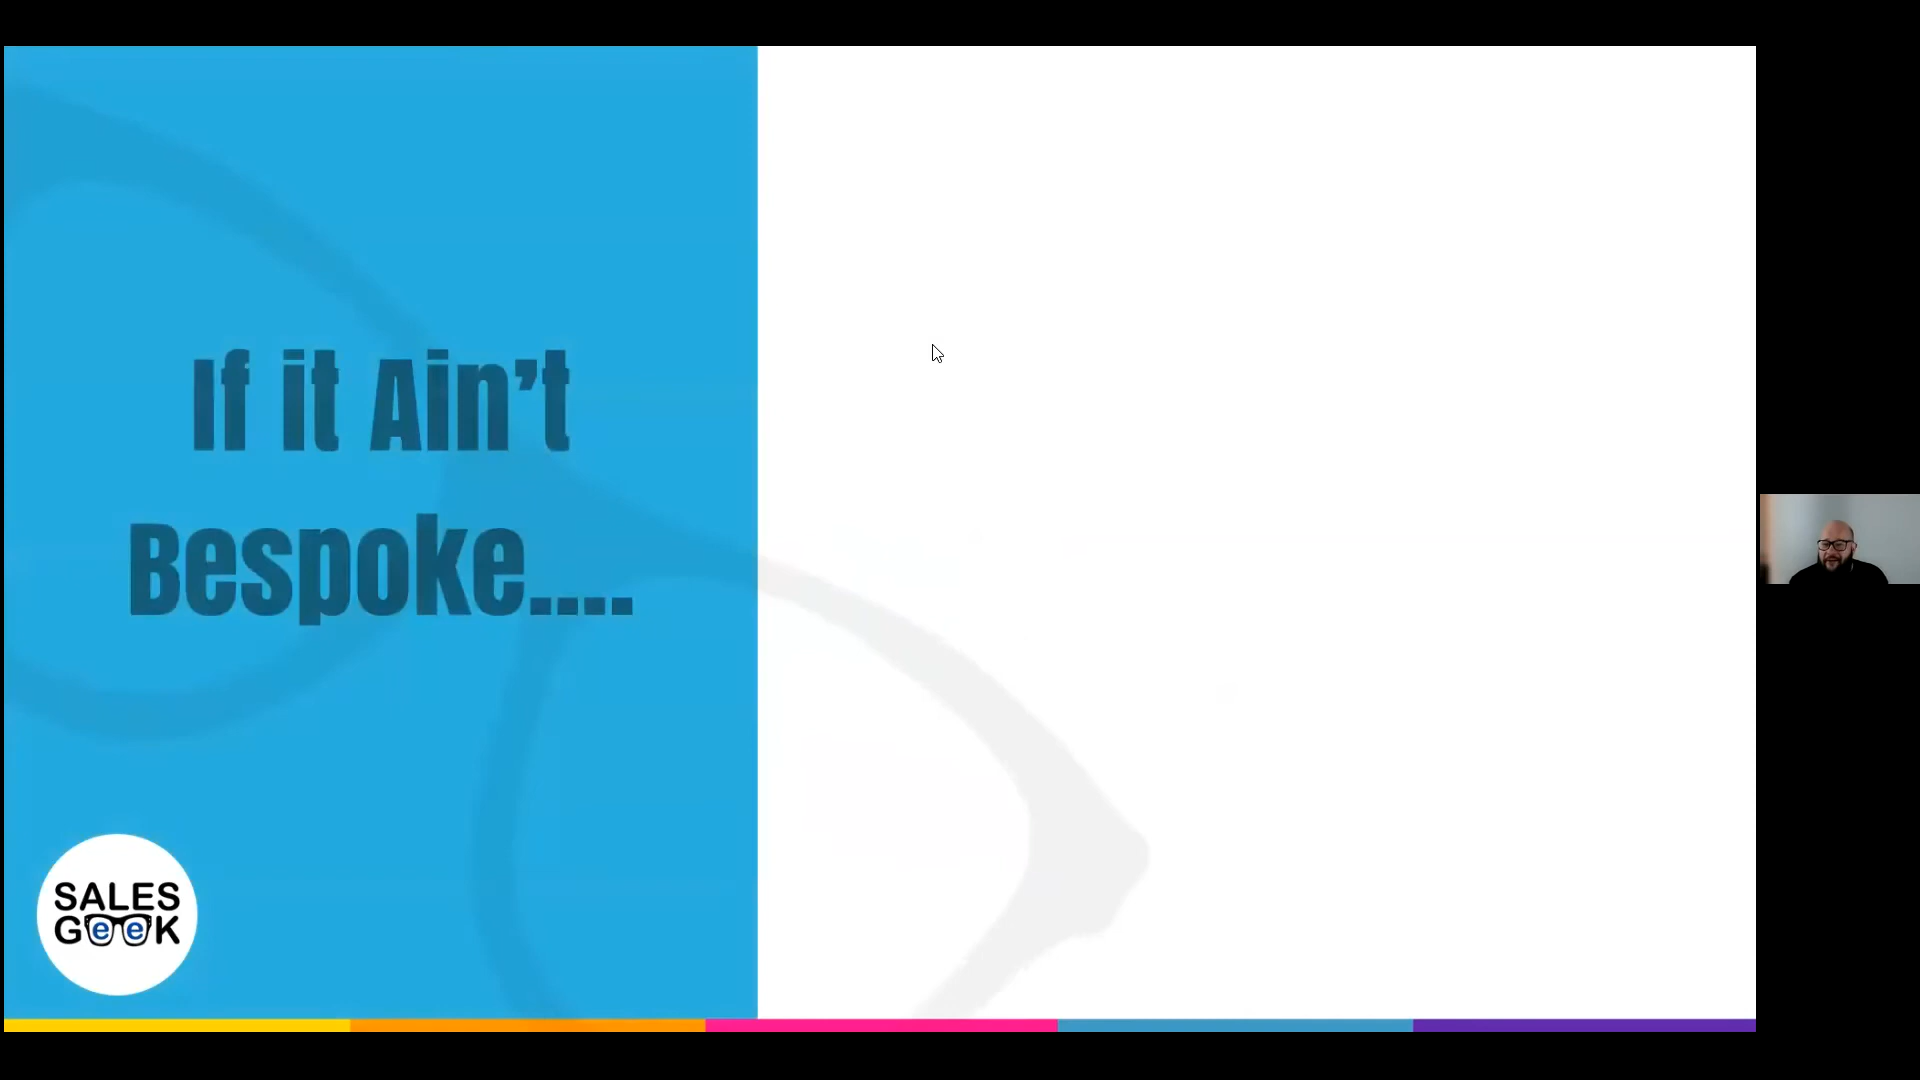 If it Ain’t
Bespoke....
SALES
GeeK